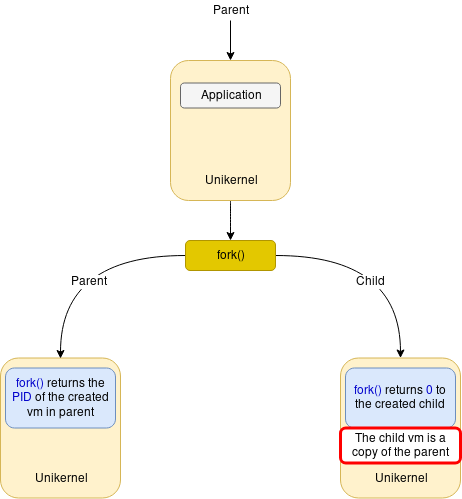 Parent
Application
Unikernel
fork()
Parent
Child
fork() returns the
PID of the created
vm in parent
Unikernel
fork() returns 0 to
the created child
The child vm is a
copy of the parent
Unikernel